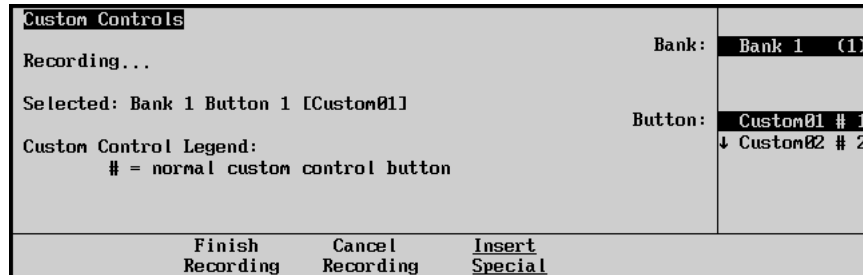 Custom Controls
Bank: Bank 1 (1)
Recording...
Selected: Bank 1 Button 1 [Custom01]
Button: Custom01 # 1
Custom Control Legend:
↓ Custom02 # 2
# = normal custom control button
Finish Recording
Cancel Recording
Insert Special